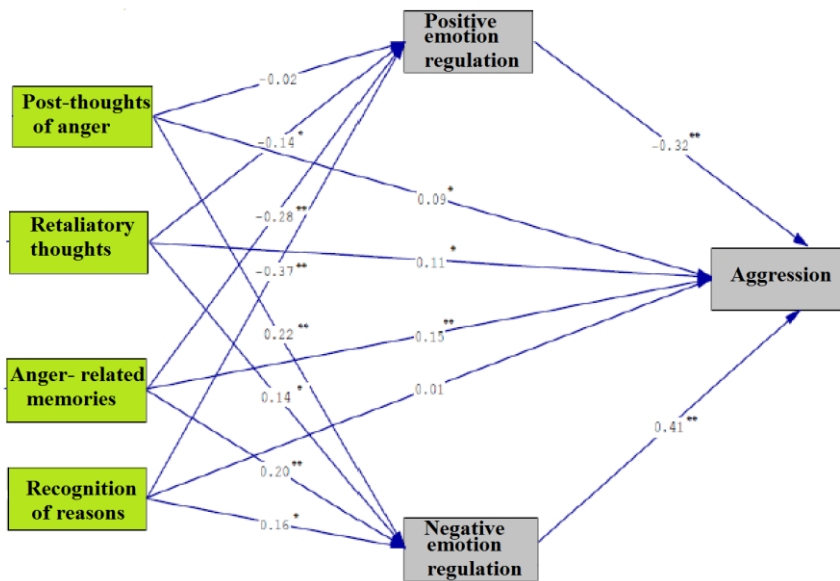 Positive
emotion
regulation
-0.02
Post-thoughts
of anger
-0.14*
-0.32**
0.09*
-0.28**
Retaliatory
thoughts
0.11*
-0.37**
Aggression
0.22**
0.15**
Anger- related
memories
0.14*
0.01
0.41**
0.20**
Recognition
of reasons
0.16*
Negative
emotion
regulation